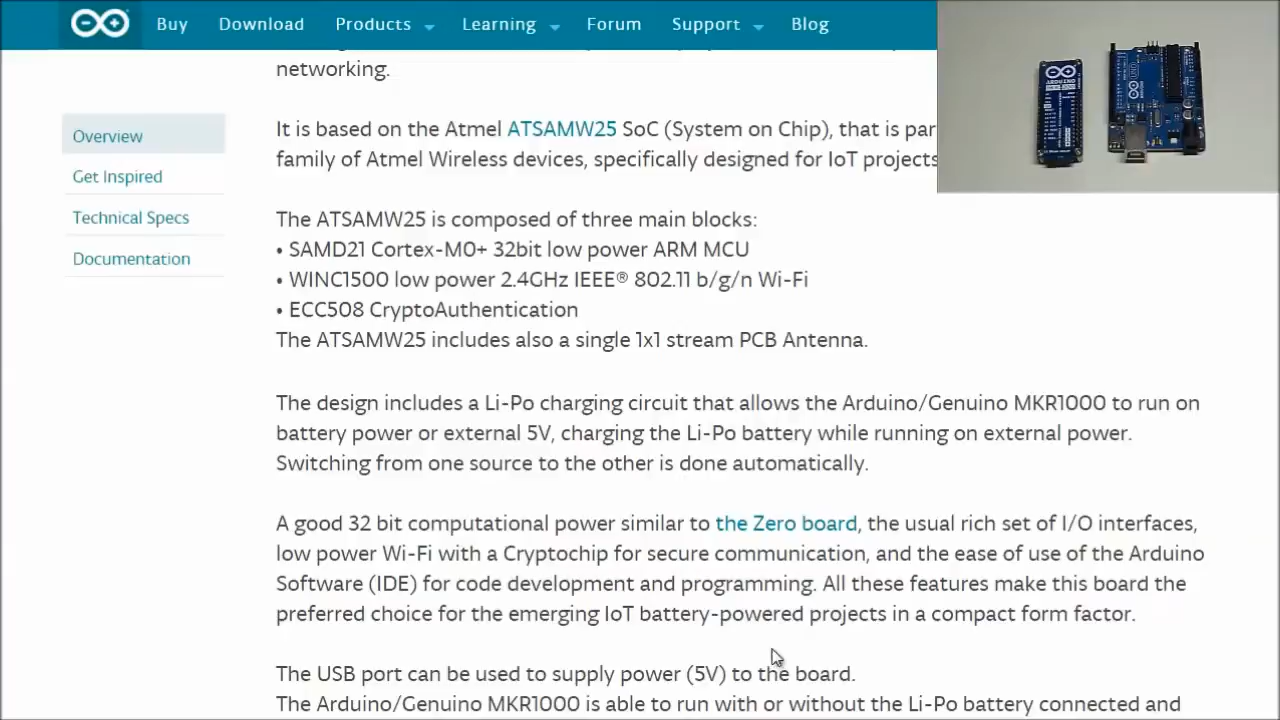 Buy Download Products Learning Forum Support Blog
networking.
It is based on the Atmel ATSAMW25 SoC (System on Chip), that is par
family of Atmel Wireless devices, specifically designed for IoT projects
Overview
Get Inspired
Technical Specs
Documentation
The ATSAMW25 is composed of three main blocks:
• SAMD21 Cortex-M0+ 32bit low power ARM MCU
• WINC1500 low power 2.4GHz IEEE® 802.11 b/g/n Wi-Fi
• ECC508 CryptoAuthentication
The ATSAMW25 includes also a single 1x1 stream PCB Antenna.
The design includes a Li-Po charging circuit that allows the Arduino/Genuino MKR1000 to run on
battery power or external 5V, charging the Li-Po battery while running on external power.
Switching from one source to the other is done automatically.
A good 32 bit computational power similar to the Zero board, the usual rich set of I/O interfaces,
low power Wi-Fi with a Cryptochip for secure communication, and the ease of use of the Arduino
Software (IDE) for code development and programming. All these features make this board the
preferred choice for the emerging IoT battery-powered projects in a compact form factor.
The USB port can be used to supply power (5V) to the board.
The Arduino/Genuino MKR1000 is able to run with or without the Li-Po battery connected and